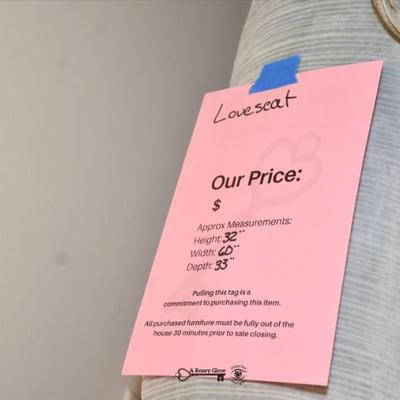 Loveseat
Our Price:
$
Approx Measurements:
Height: 32"
Width: 60"
Depth: 33"
Pulling this tag is a
commitment to purchasing this item.
All purchased furniture must be fully out of the
house 30 minutes prior to sale closing.
A Rosey Glow